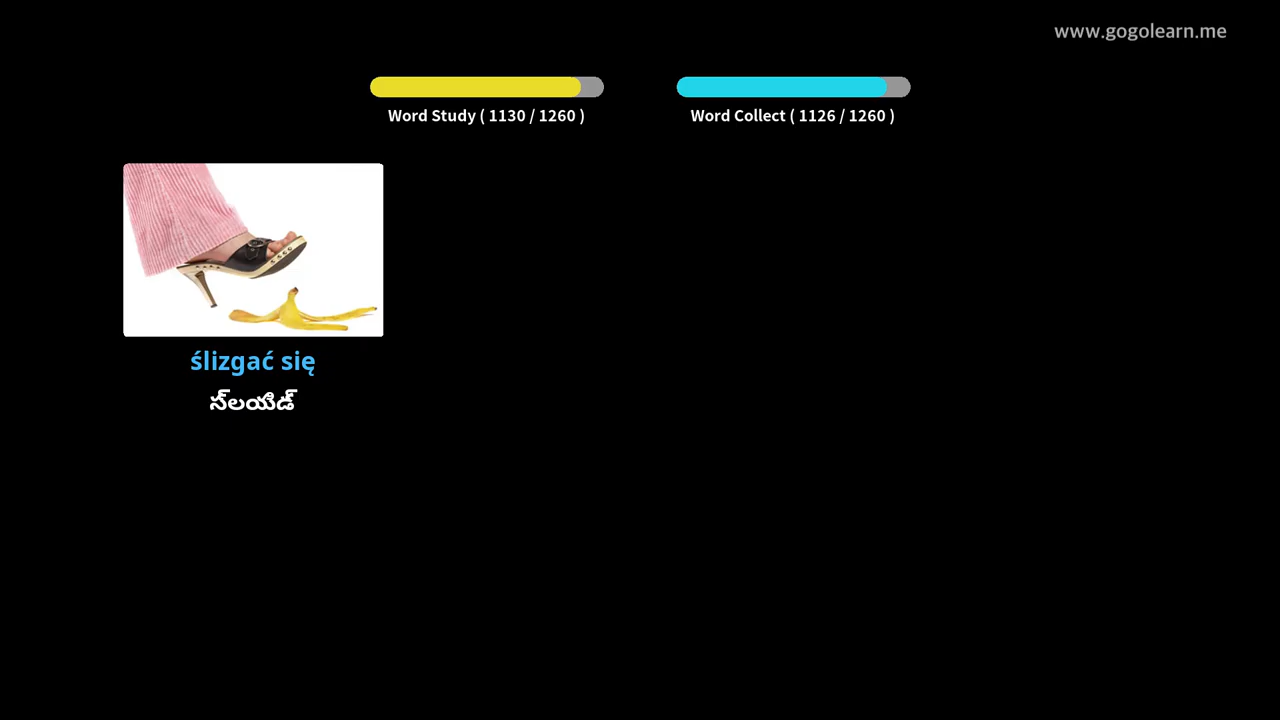 www.gogolearn.me
Word Study ( 1130 / 1260 )
Word Collect ( 1126 / 1260 )
ślizgać się
స్‌లయిడ్